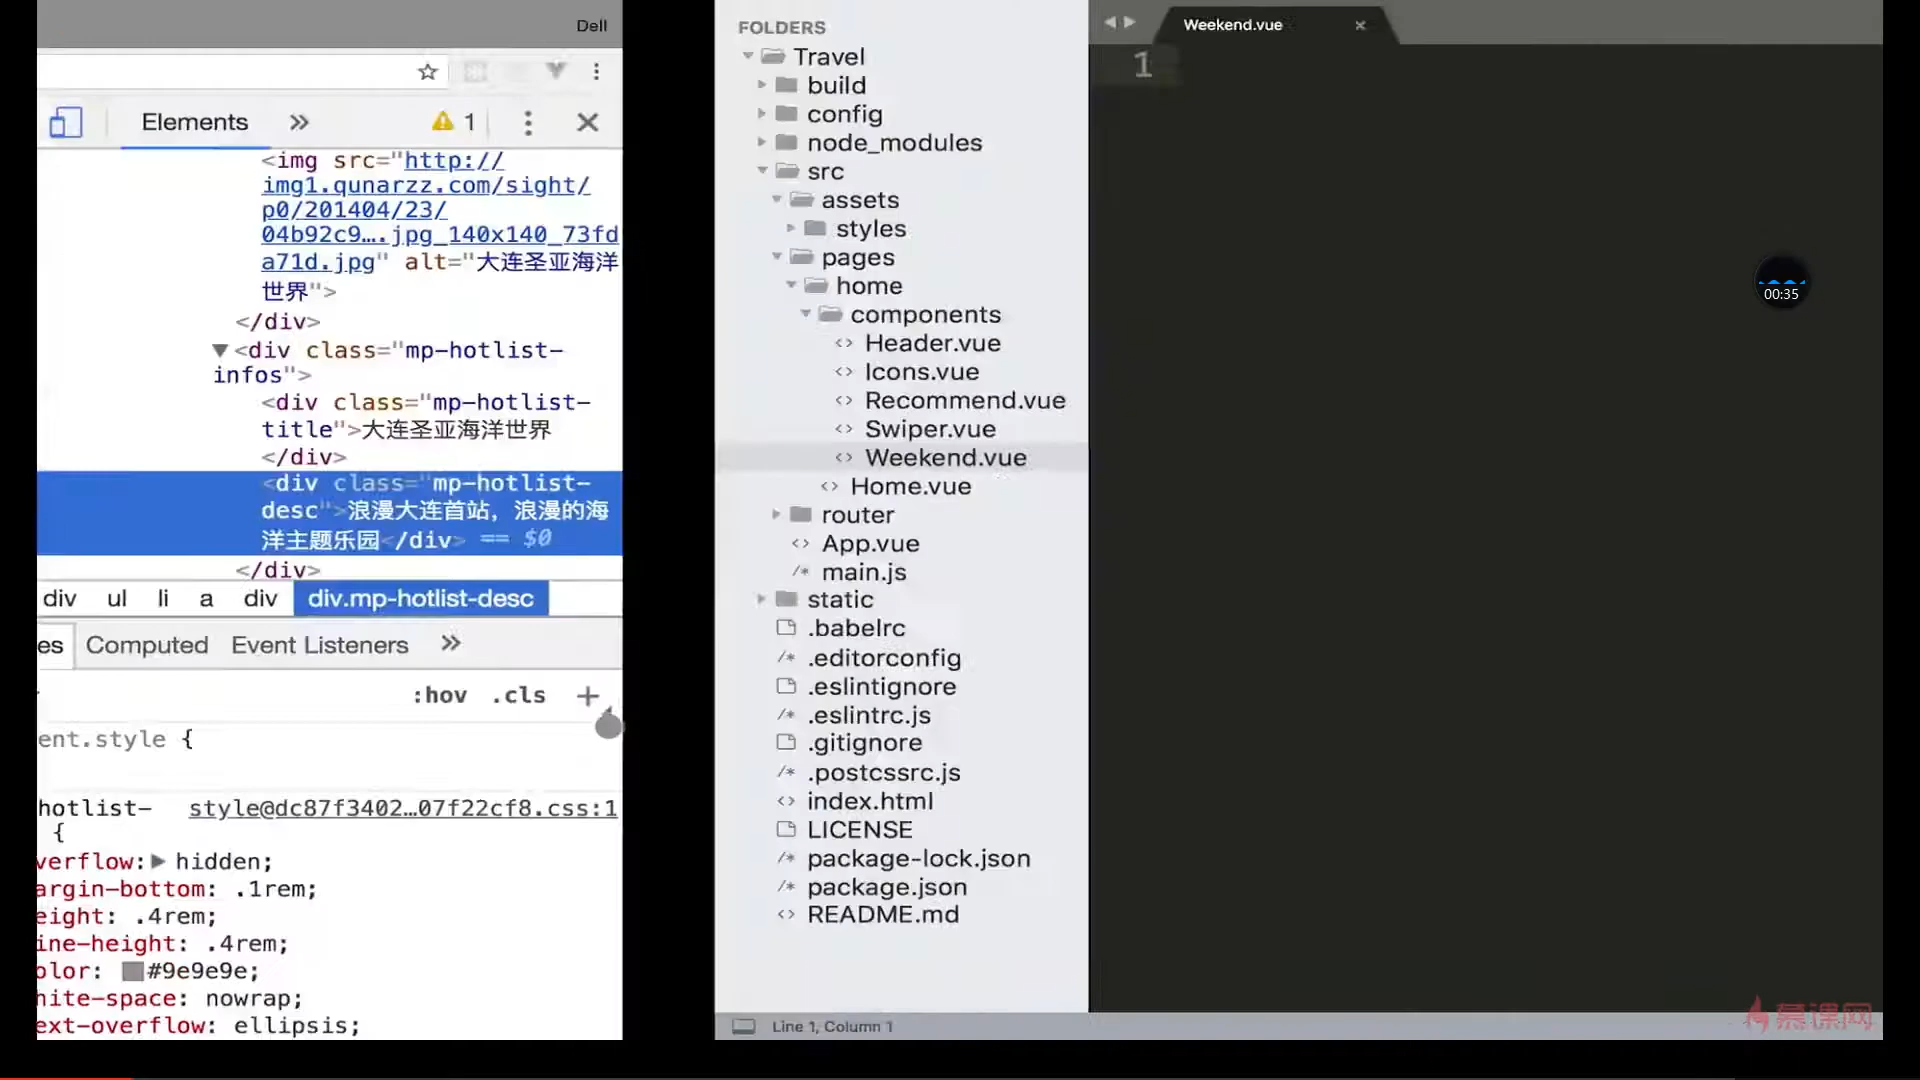 Dell
Elements
1
<img src="http://
img1.qunarzz.com/sight/
p0/201404/23/
04b92c9….jpg_140x140_73fd
a71d.jpg" alt="大连圣亚海洋
世界">
</div>
<div class="mp-hotlist-
infos">
<div class="mp-hotlist-
title">大连圣亚海洋世界
</div>
<div class="mp-hotlist-
desc">浪漫大连首站，浪漫的海
洋主题乐园</div> == $0
</div>
div ul li a div div.mp-hotlist-desc
es Computed Event Listeners
:hov .cls +
ent.style {
hotlist- style@dc87f3402…07f22cf8.css:1
{
verflow: hidden;
argin-bottom: .1rem;
eight: .4rem;
ine-height: .4rem;
olor: #9e9e9e;
hite-space: nowrap;
ext-overflow: ellipsis;
FOLDERS
Travel
build
config
node_modules
src
assets
styles
pages
home
components
<> Header.vue
<> Icons.vue
<> Recommend.vue
<> Swiper.vue
<> Weekend.vue
<> Home.vue
router
<> App.vue
/* main.js
static
.babelrc
/* .editorconfig
.eslintignore
/* .eslintrc.js
.gitignore
/* .postcssrc.js
<> index.html
LICENSE
/* package-lock.json
/* package.json
<> README.md
Line 1, Column 1
Weekend.vue
1
00:35
慕课网